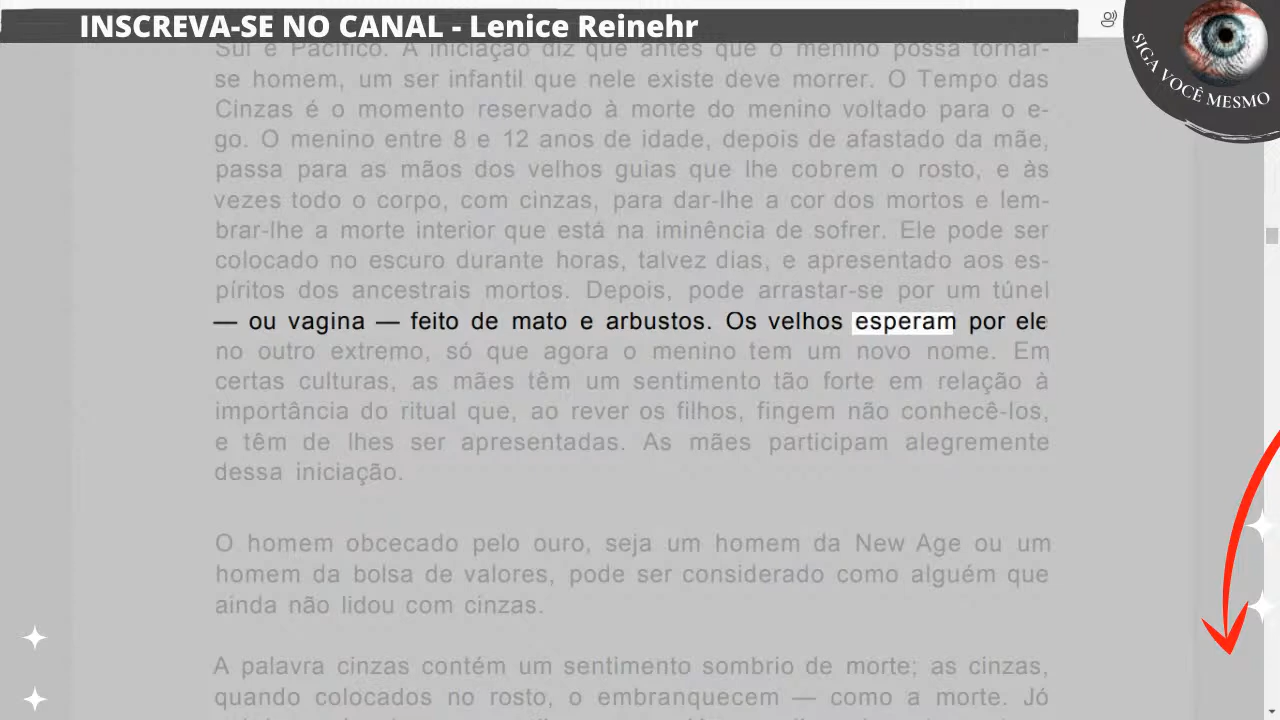 INSCREVA-SE NO CANAL - Lenice Reinehr
SIGA VOCÊ MESMO
Sul e Pacífico. A iniciação diz que antes que o menino possa tornar-
se homem, um ser infantil que nele existe deve morrer. O Tempo das
Cinzas é o momento reservado à morte do menino voltado para o e-
go. O menino entre 8 e 12 anos de idade, depois de afastado da mãe,
passa para as mãos dos velhos guias que lhe cobrem o rosto, e às
vezes todo o corpo, com cinzas, para dar-lhe a cor dos mortos e lem-
brar-lhe a morte interior que está na iminência de sofrer. Ele pode ser
colocado no escuro durante horas, talvez dias, e apresentado aos es-
píritos dos ancestrais mortos. Depois, pode arrastar-se por um túnel
— ou vagina — feito de mato e arbustos. Os velhos esperam por ele
no outro extremo, só que agora o menino tem um novo nome. Em
certas culturas, as mães têm um sentimento tão forte em relação à
importância do ritual que, ao rever os filhos, fingem não conhecê-los,
e têm de lhes ser apresentadas. As mães participam alegremente
dessa iniciação.
O homem obcecado pelo ouro, seja um homem da New Age ou um
homem da bolsa de valores, pode ser considerado como alguém que
ainda não lidou com cinzas.
A palavra cinzas contém um sentimento sombrio de morte; as cinzas,
quando colocados no rosto, o embranquecem — como a morte. Jó